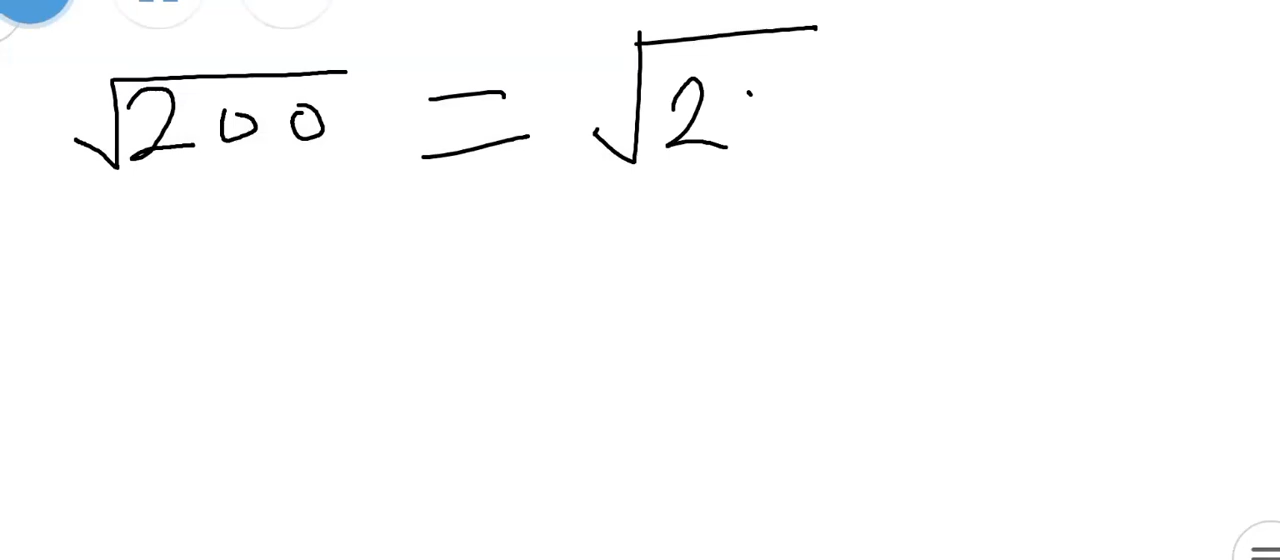 √200 = √2·